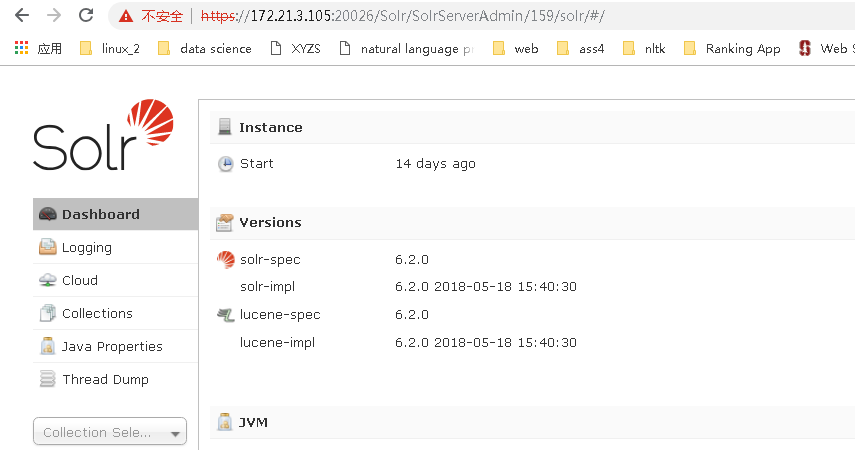 不安全 | https://172.21.3.105:20026/Solr/SolrServerAdmin/159/solr/#/
应用 linux_2 data science XYZS natural language pr web ass4 nltk Ranking App Web S
Solr
Instance
Start 14 days ago
Dashboard
Versions
Logging
solr-spec 6.2.0
Cloud
solr-impl 6.2.0 2018-05-18 15:40:30
Collections
lucene-spec 6.2.0
Java Properties
lucene-impl 6.2.0 2018-05-18 15:40:30
Thread Dump
Collection Sele...
JVM